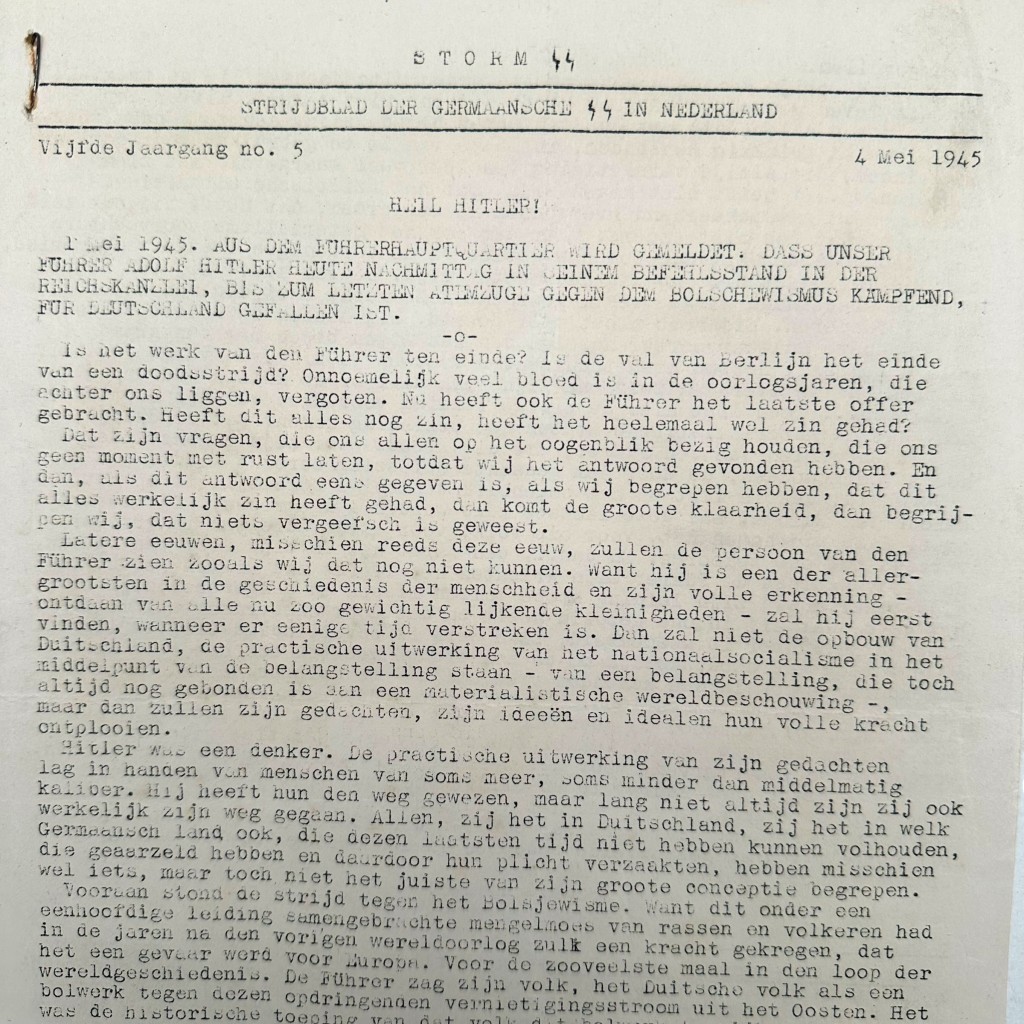 STORM ᛋᛋ
STRIJDBLAD DER GERMAANSCHE ᛋᛋ IN NEDERLAND
Vijfde Jaargang no. 5 4 Mei 1945
HEIL HITLER!
1 Mei 1945. AUS DEM FUHRERHAUPTQUARTIER WIRD GEMELDET: DASS UNSER
FUHRER ADOLF HITLER HEUTE NACHMITTAG IN SEINEM BEFEHLSSTAND IN DER
REICHSKANZLEI, BIS ZUM LETZTEN ATEMZUGE GEGEN DEM BOLSCHEWISMUS KAMPFEND,
FUR DEUTSCHLAND GEFALLEN IST.
-o-
Is het werk van den Führer ten einde? Is de val van Berlijn het einde
van een doodsstrijd? Onnoemelijk veel bloed is in de oorlogsjaren, die
achter ons liggen, vergoten. Nu heeft ook de Führer het laatste offer
gebracht. Heeft dit alles nog zin, heeft het heelemaal wel zin gehad?
Dat zijn vragen, die ons allen op het oogenblik bezig houden, die ons
geen moment met rust laten, totdat wij het antwoord gevonden hebben. En
dan, als dit antwoord eens gegeven is, als wij begrepen hebben, dat dit
alles werkelijk zin heeft gehad, dan komt de groote klaarheid, dan begrij-
pen wij, dat niets vergeefsch is geweest.
Latere eeuwen, misschien reeds deze eeuw, zullen de persoon van den
Führer zien zooals wij dat nog niet kunnen. Want hij is een der aller-
grootsten in de geschiedenis der menschheid en zijn volle erkenning -
ontdaan van alle nu zoo gewichtig lijkende kleinigheden - zal hij eerst
vinden, wanneer er eenige tijd verstreken is. Dan zal niet de opbouw van
Duitschland, de practische uitwerking van het nationaalsocialisme in het
middelpunt van de belangstelling staan - van een belangstelling, die toch
altijd nog gebonden is aan een materialistische wereldbeschouwing -,
maar dan zullen zijn gedachten, zijn ideeën en idealen hun volle kracht
ontplooien.
Hitler was een denker. De practische uitwerking van zijn gedachten
lag in handen van menschen van soms meer, soms minder dan middelmatig
kaliber. Hij heeft hun den weg gewezen, maar lang niet altijd zijn zij ook
werkelijk zijn weg gegaan. Allen, zij het in Duitschland, zij het in welk
Germaansch land ook, die dezen laatsten tijd niet hebben kunnen volhouden,
die geaarzeld hebben en daardoor hun plicht verzaakten, hebben misschien
wel iets, maar toch niet het juiste van zijn groote conceptie begrepen.
Vooraan stond de strijd tegen het Bolsjewisme. Want dit onder een
eenhoofdige leiding samengebrachte mengelmoes van rassen en volkeren had
in de jaren na den vorigen wereldoorlog zulk een kracht gekregen, dat
het een gevaar werd voor Europa. Voor de zooveelste maal in den loop der
wereldgeschiedenis. De Führer zag zijn volk, het Duitsche volk als een
bolwerk tegen dezen opdringenden vernietigingsstroom uit het Oosten. Het
was de historische toeping van dat volk